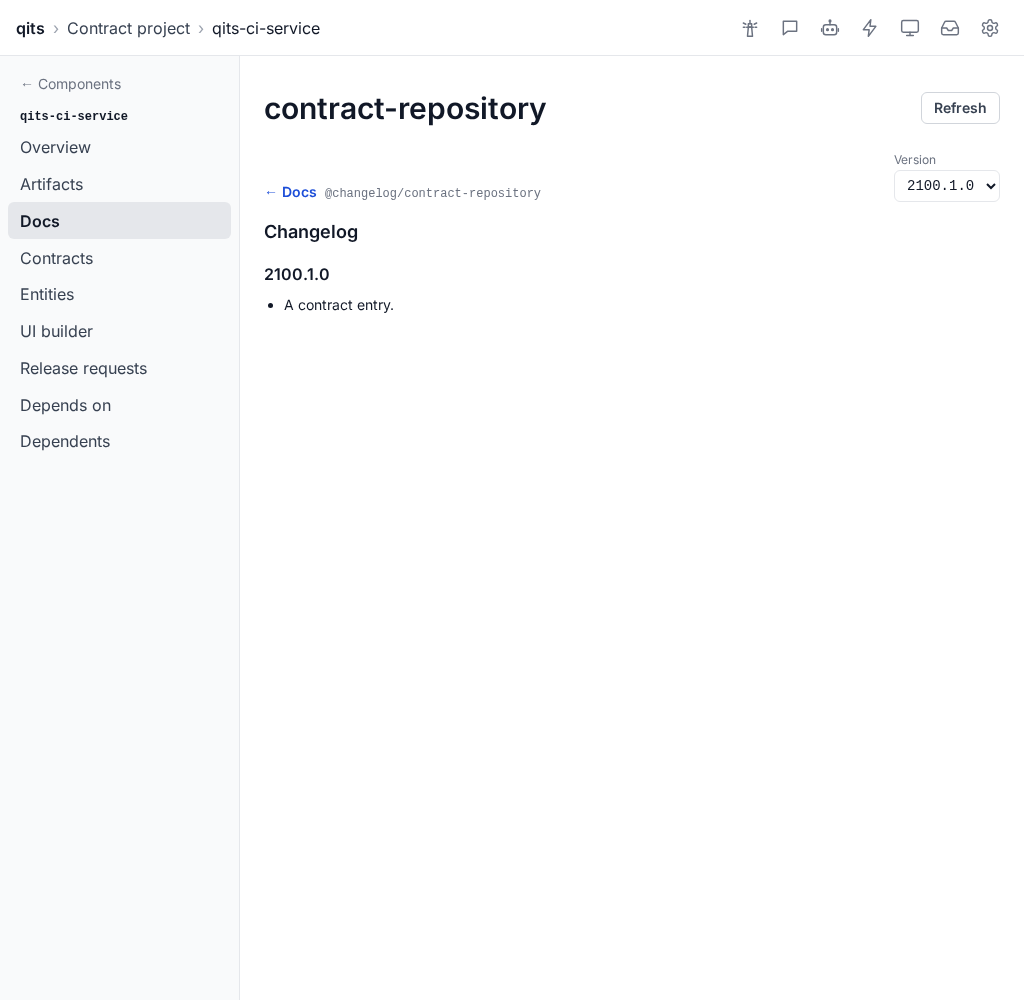 qits › Contract project › qits-ci-service
← Components
qits-ci-service
Overview
Artifacts
Docs
Contracts
Entities
UI builder
Release requests
Depends on
Dependents
contract-repository
Refresh
Version
2100.1.0
← Docs @changelog/contract-repository
Changelog
2100.1.0
• A contract entry.